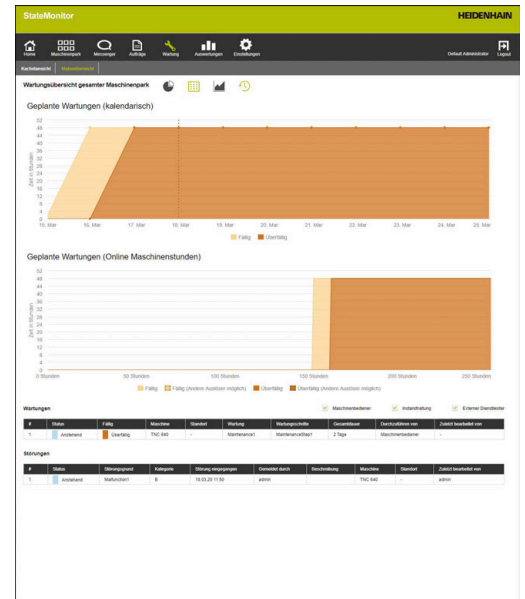 StateMonitor
HEIDENHAIN
Home Maschinenpark Messenger Aufträge Wartung Auswertungen Einstellungen Default Administrator Logout
Kachelansicht
Wartungsübersicht gesamter Maschinenpark
Geplante Wartungen (kalendarisch)
Zeit in Stunden
52
48
44
40
36
32
28
24
20
16
12
8
4
0
15. Mar 16. Mar 17. Mar 18. Mar 19. Mar 20. Mar 21. Mar 22. Mar 23. Mar 24. Mar 25. Mar
Fällig Überfällig
Geplante Wartungen (Online Maschinenstunden)
Zeit in Stunden
52
48
44
40
36
32
28
24
20
16
12
8
4
0
0 Stunden 50 Stunden 100 Stunden 150 Stunden 200 Stunden 250 Stunden
Fällig Fällig (Andere Auslöser möglich) Überfällig Überfällig (Andere Auslöser möglich)
Wartungen Maschinenbediener Instandhaltung Externer Dienstleister
# Status Fällig Maschine Standort Wartung Wartungsschritte Gesamtdauer Durchzuführen von Zuletzt bearbeitet von
1 Anstehend Überfällig TNC 640 - Maintenance1 MaintenanceStep1 2 Tage Maschinenbediener -
Störungen
# Status Störungsgrund Kategorie Störung eingegangen Gemeldet durch Beschreibung Maschine Standort Zuletzt bearbeitet von
1 Anstehend Malfunction1 B 18.03.20 11:50 admin TNC 640 - admin